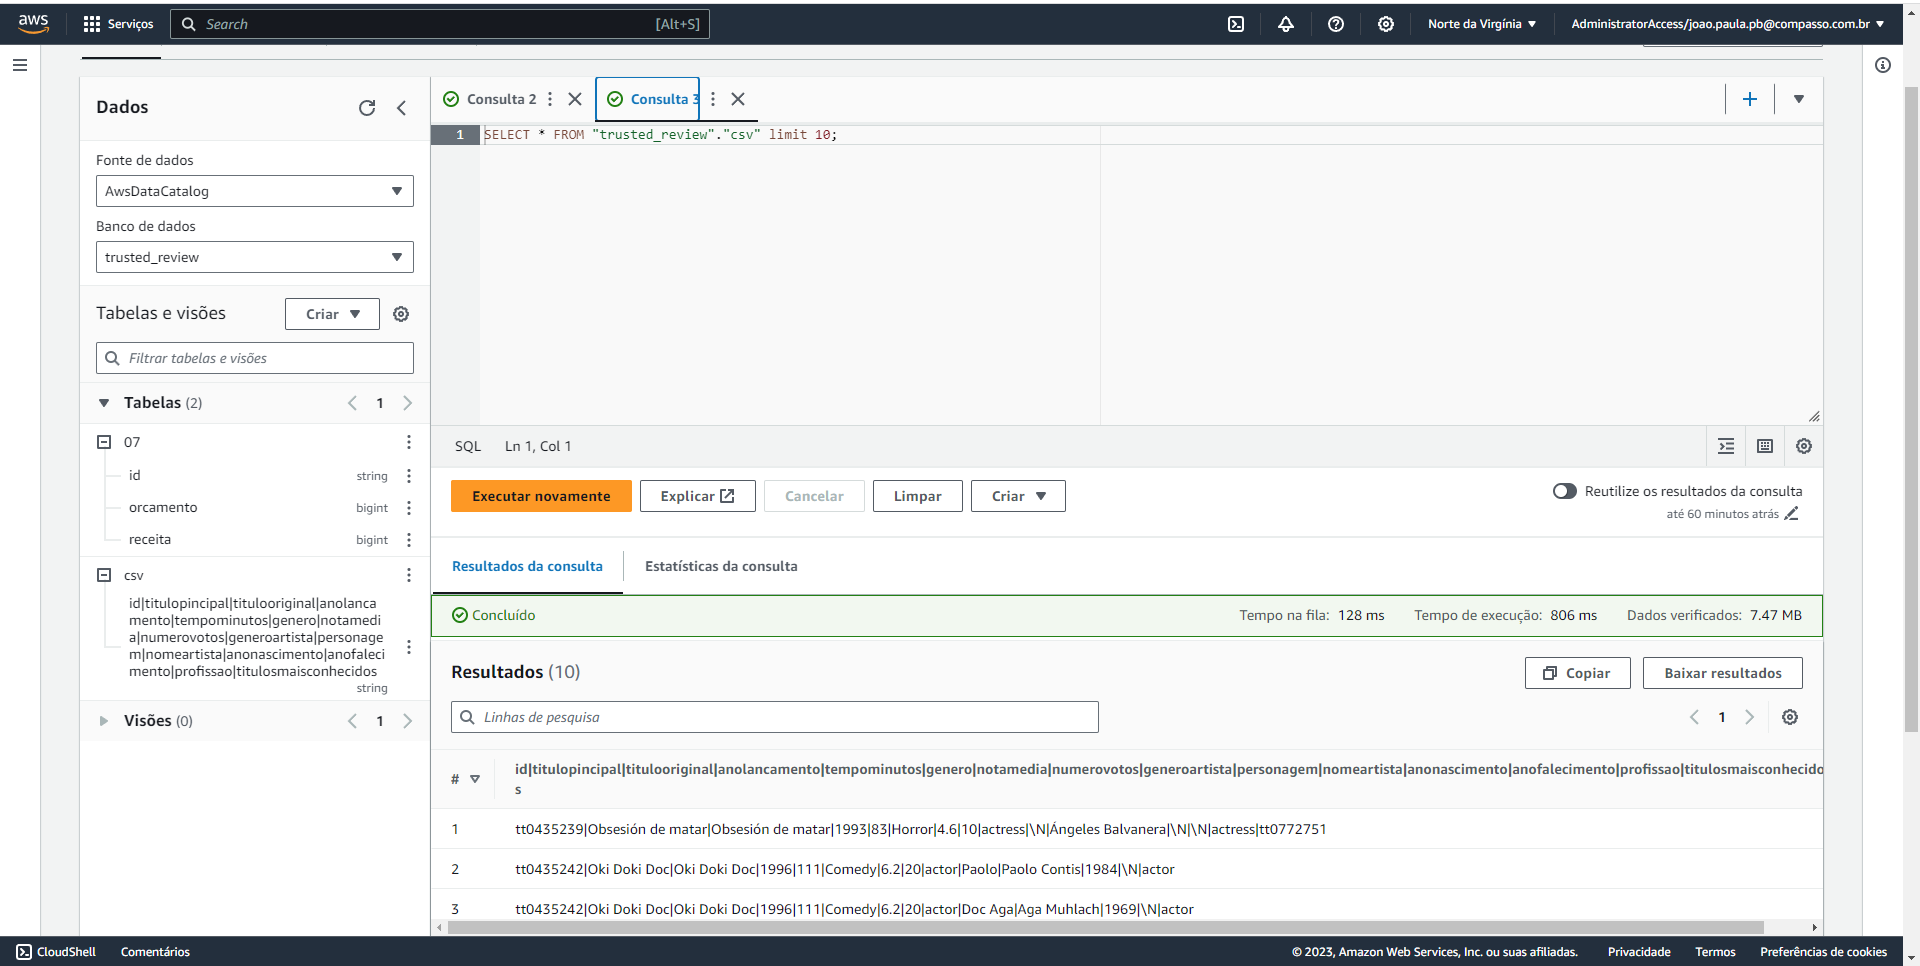 aws
Serviços
Search
[Alt+S]
Norte da Virgínia
AdministratorAccess/joao.paula.pb@compasso.com.br
Dados
Fonte de dados
AwsDataCatalog
Banco de dados
trusted_review
Tabelas e visões
Criar
Filtrar tabelas e visões
Tabelas (2)
1
07
id
string
orcamento
bigint
receita
bigint
csv
id|titulopincipal|titulooriginal|anolanca
mento|tempominutos|genero|notamedi
a|numerovotos|generoartista|personage
m|nomeartista|anonascimento|anofaleci
mento|profissao|titulosmaisconhecidos
string
Visões (0)
1
Consulta 2
Consulta 3
1
SELECT * FROM "trusted_review"."csv" limit 10;
SQL
Ln 1, Col 1
Executar novamente
Explicar
Cancelar
Limpar
Criar
Reutilize os resultados da consulta
até 60 minutos atrás
Resultados da consulta
Estatísticas da consulta
Concluído
Tempo na fila: 128 ms
Tempo de execução: 806 ms
Dados verificados: 7.47 MB
Resultados (10)
Copiar
Baixar resultados
Linhas de pesquisa
1
#
id|titulopincipal|titulooriginal|anolancamento|tempominutos|genero|notamedia|numerovotos|generoartista|personagem|nomeartista|anonascimento|anofalecimento|profissao|titulosmaisconhecido
s
1
tt0435239|Obsesión de matar|Obsesión de matar|1993|83|Horror|4.6|10|actress|\N|Ángeles Balvanera|\N|\N|actress|tt0772751
2
tt0435242|Oki Doki Doc|Oki Doki Doc|1996|111|Comedy|6.2|20|actor|Paolo|Paolo Contis|1984|\N|actor
3
tt0435242|Oki Doki Doc|Oki Doki Doc|1996|111|Comedy|6.2|20|actor|Doc Aga|Aga Muhlach|1969|\N|actor
CloudShell
Comentários
© 2023, Amazon Web Services, Inc. ou suas afiliadas.
Privacidade
Termos
Preferências de cookies